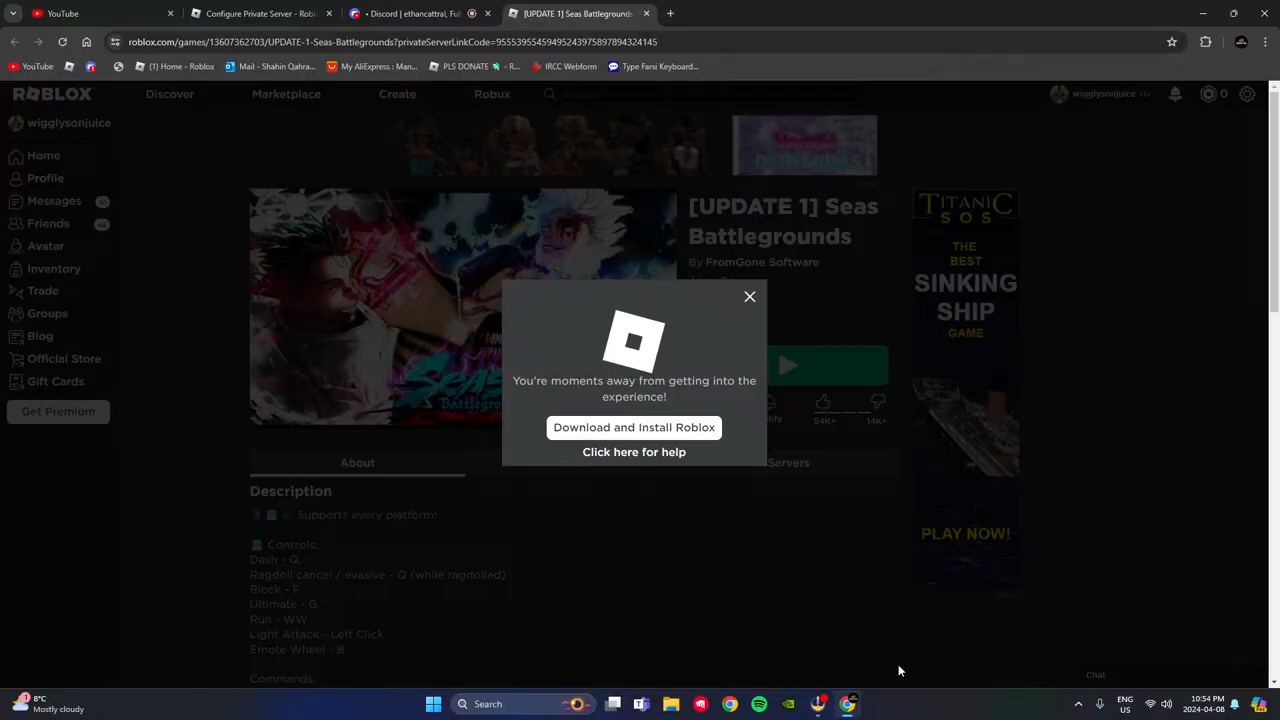 YouTube
Configure Private Server - Robl
Discord | ethancattral, Full
[UPDATE 1] Seas Battlegrounds
roblox.com/games/13607362703/UPDATE-1-Seas-Battlegrounds?privateServerLinkCode=95553955459495243975897894324145
YouTube
(1) Home - Roblox
Mail - Shahin Qahra...
My AliExpress : Man...
PLS DONATE - R...
IRCC Webform
Type Farsi Keyboard...
ROBLOX
Discover
Marketplace
Create
Robux
wigglysonjuice 13+
0
wigglysonjuice
Home
Profile
Messages
Friends
Avatar
Inventory
Trade
Groups
Blog
Official Store
Gift Cards
Get Premium
[UPDATE 1] Seas
Battlegrounds
By FromGone Software
TITANIC
SOS
THE
BEST
SINKING
SHIP
GAME
PLAY NOW!
You're moments away from getting into the
experience!
Download and Install Roblox
Click here for help
54K+
14K+
About
Servers
Description
Supports every platform!
Controls:
Dash - Q
Ragdoll cancel / evasive - Q (while ragdolled)
Block - F
Ultimate - G
Run - WW
Light Attack - Left Click
Emote Wheel - B
Commands:
Chat
1
8°C
Mostly cloudy
Search
ENG
US
10:54 PM
2024-04-08